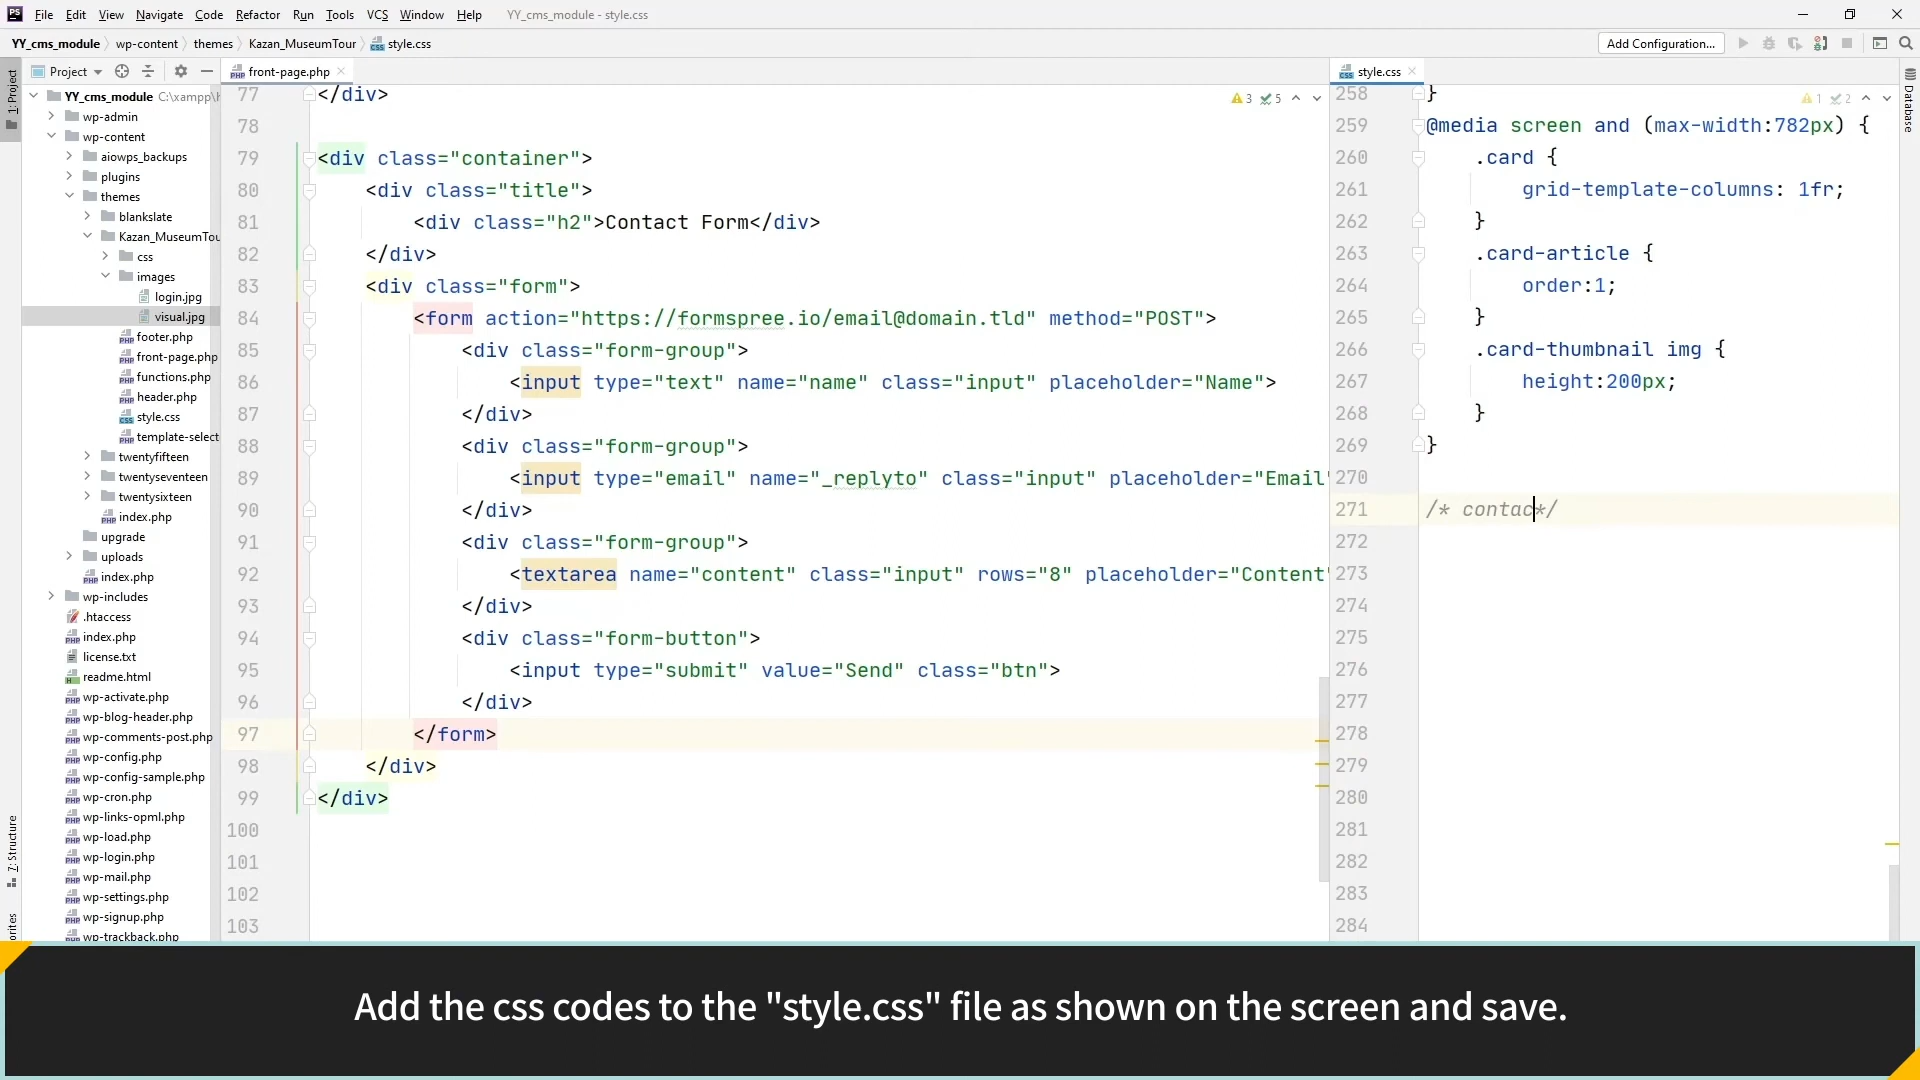 File Edit View Navigate Code Refactor Run Tools VCS Window Help YY_cms_module - style.css
YY_cms_module wp-content themes Kazan_MuseumTour style.css
Add Configuration...
Project
front-page.php
style.css
1: Project
7: Structure
Database
YY_cms_module C:\xampp\h
wp-admin
wp-content
aiowps_backups
plugins
themes
blankslate
Kazan_MuseumTou
css
images
login.jpg
visual.jpg
footer.php
front-page.php
functions.php
header.php
style.css
template-select
twentyfifteen
twentyseventeen
twentysixteen
index.php
upgrade
uploads
index.php
wp-includes
.htaccess
index.php
license.txt
readme.html
wp-activate.php
wp-blog-header.php
wp-comments-post.php
wp-config.php
wp-config-sample.php
wp-cron.php
wp-links-opml.php
wp-load.php
wp-login.php
wp-mail.php
wp-settings.php
wp-signup.php
wp-trackback.php
3 5
77 </div>
78
79 <div class="container">
80 <div class="title">
81 <div class="h2">Contact Form</div>
82 </div>
83 <div class="form">
84 <form action="https://formspree.io/email@domain.tld" method="POST">
85 <div class="form-group">
86 <input type="text" name="name" class="input" placeholder="Name">
87 </div>
88 <div class="form-group">
89 <input type="email" name="_replyto" class="input" placeholder="Email"
90 </div>
91 <div class="form-group">
92 <textarea name="content" class="input" rows="8" placeholder="Content"
93 </div>
94 <div class="form-button">
95 <input type="submit" value="Send" class="btn">
96 </div>
97 </form>
98 </div>
99 </div>
100
101
102
103
1 2
258 }
259 @media screen and (max-width:782px) {
260 .card {
261 grid-template-columns: 1fr;
262 }
263 .card-article {
264 order:1;
265 }
266 .card-thumbnail img {
267 height:200px;
268 }
269 }
270
271 /* contac*/
272
273
274
275
276
277
278
279
280
281
282
283
284
Add the css codes to the "style.css" file as shown on the screen and save.